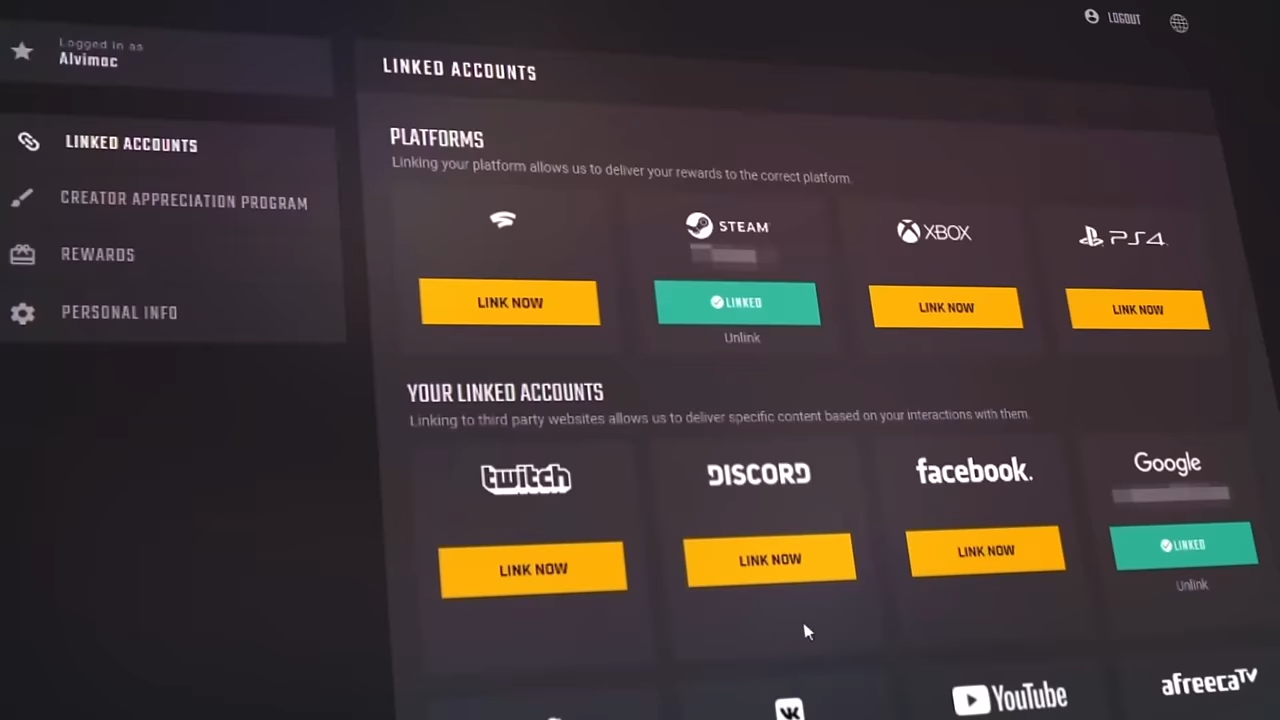 LOGOUT
Logged in as
Alvimac
LINKED ACCOUNTS
CREATOR APPRECIATION PROGRAM
REWARDS
PERSONAL INFO
LINKED ACCOUNTS
PLATFORMS
Linking your platform allows us to deliver your rewards to the correct platform.
STEAM
XBOX
PS4
LINK NOW
LINKED
LINK NOW
LINK NOW
Unlink
YOUR LINKED ACCOUNTS
Linking to third party websites allows us to deliver specific content based on your interactions with them.
twitch
DISCORD
facebook.
Google
LINK NOW
LINK NOW
LINK NOW
LINKED
Unlink
VK
YouTube
afreecaTV